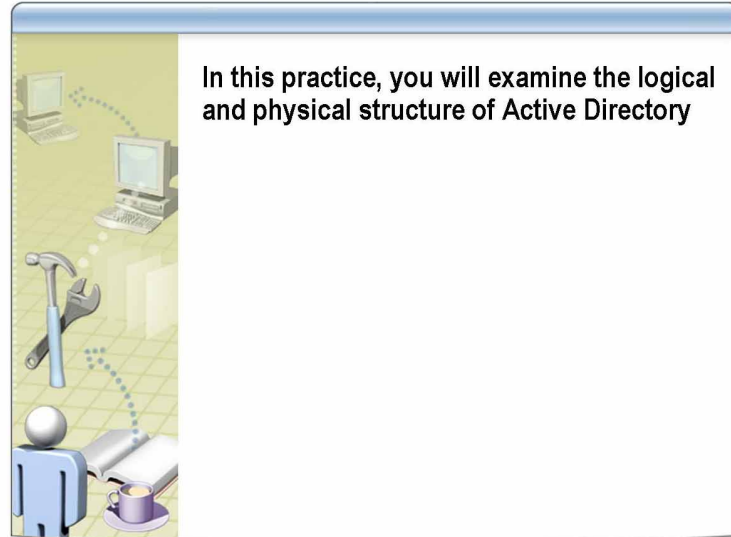 In this practice, you will examine the logical
and physical structure of Active Directory